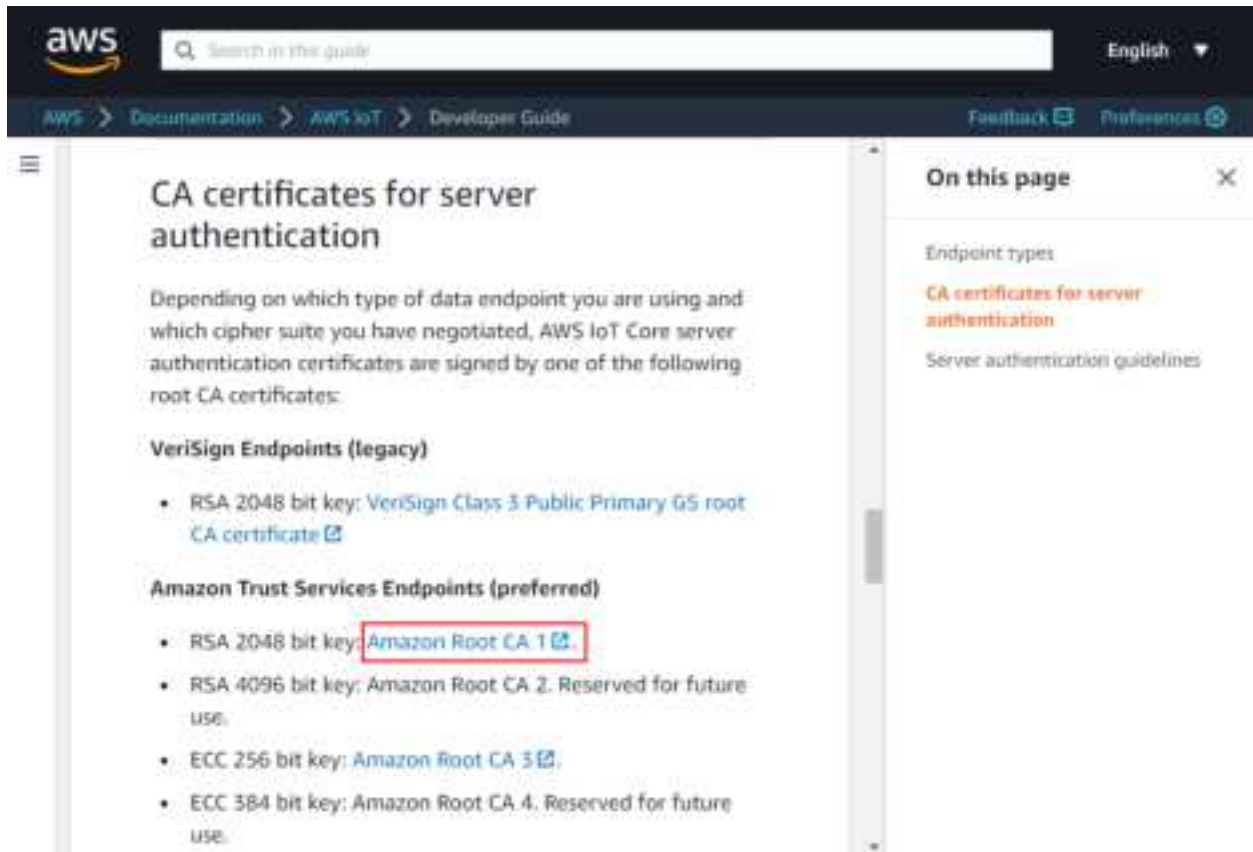 aws
Search in this guide
English
AWS > Documentation > AWS IoT > Developer Guide
Feedback
Preferences
CA certificates for server
authentication
Depending on which type of data endpoint you are using and
which cipher suite you have negotiated, AWS IoT Core server
authentication certificates are signed by one of the following
root CA certificates:
VeriSign Endpoints (legacy)
• RSA 2048 bit key: VeriSign Class 3 Public Primary G5 root
CA certificate
Amazon Trust Services Endpoints (preferred)
• RSA 2048 bit key: Amazon Root CA 1.
• RSA 4096 bit key: Amazon Root CA 2. Reserved for future
use.
• ECC 256 bit key: Amazon Root CA 3.
• ECC 384 bit key: Amazon Root CA 4. Reserved for future
use.
On this page
Endpoint types
CA certificates for server
authentication
Server authentication guidelines